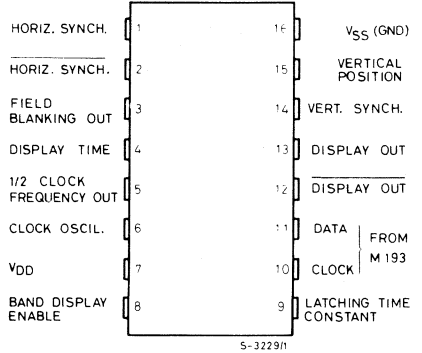 HORIZ. SYNCH. 1 16 VSS (GND)
HORIZ. SYNCH. 2 15 VERTICAL POSITION
FIELD BLANKING OUT 3 14 VERT. SYNCH.
DISPLAY TIME 4 13 DISPLAY OUT
1/2 CLOCK FREQUENCY OUT 5 12 DISPLAY OUT
CLOCK OSCIL. 6 11 DATA
FROM M193
VDD 7 10 CLOCK
BAND DISPLAY ENABLE 8 9 LATCHING TIME CONSTANT
S-3229/1